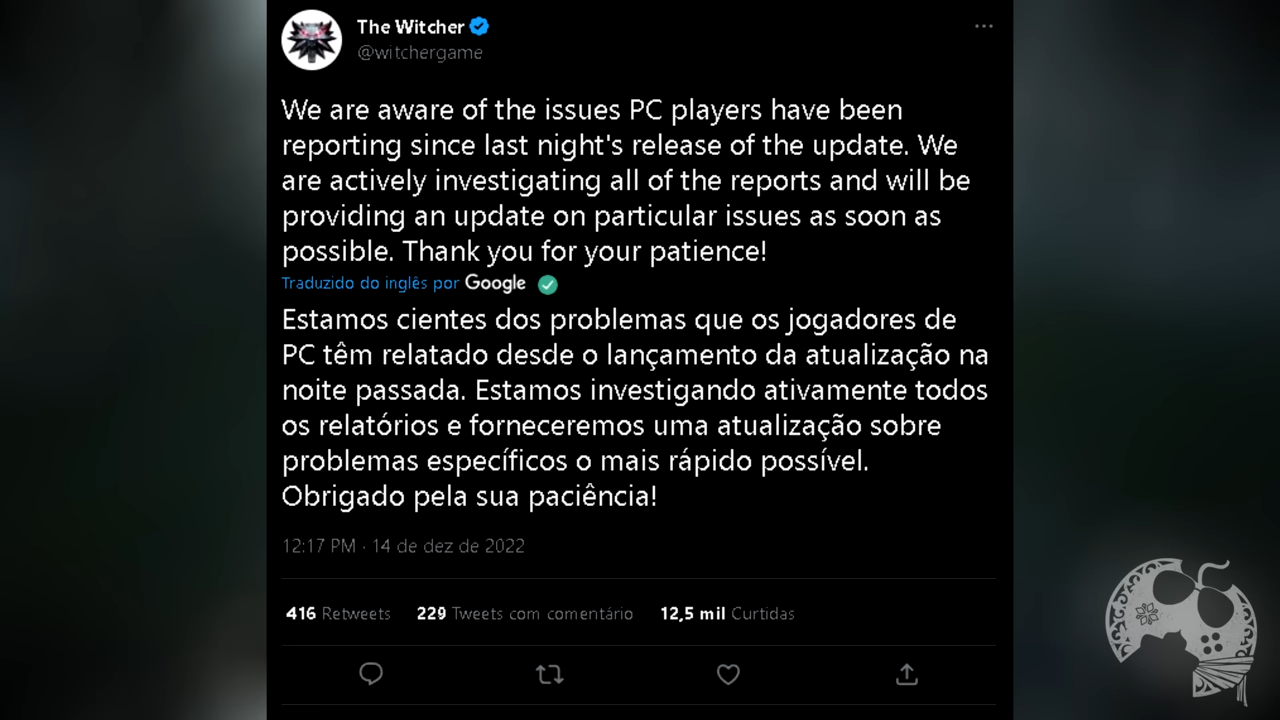 The Witcher
@witchergame
We are aware of the issues PC players have been
reporting since last night's release of the update. We
are actively investigating all of the reports and will be
providing an update on particular issues as soon as
possible. Thank you for your patience!
Traduzido do inglês por Google
Estamos cientes dos problemas que os jogadores de
PC têm relatado desde o lançamento da atualização na
noite passada. Estamos investigando ativamente todos
os relatórios e forneceremos uma atualização sobre
problemas específicos o mais rápido possível.
Obrigado pela sua paciência!
12:17 PM · 14 de dez de 2022
416 Retweets 229 Tweets com comentário 12,5 mil Curtidas